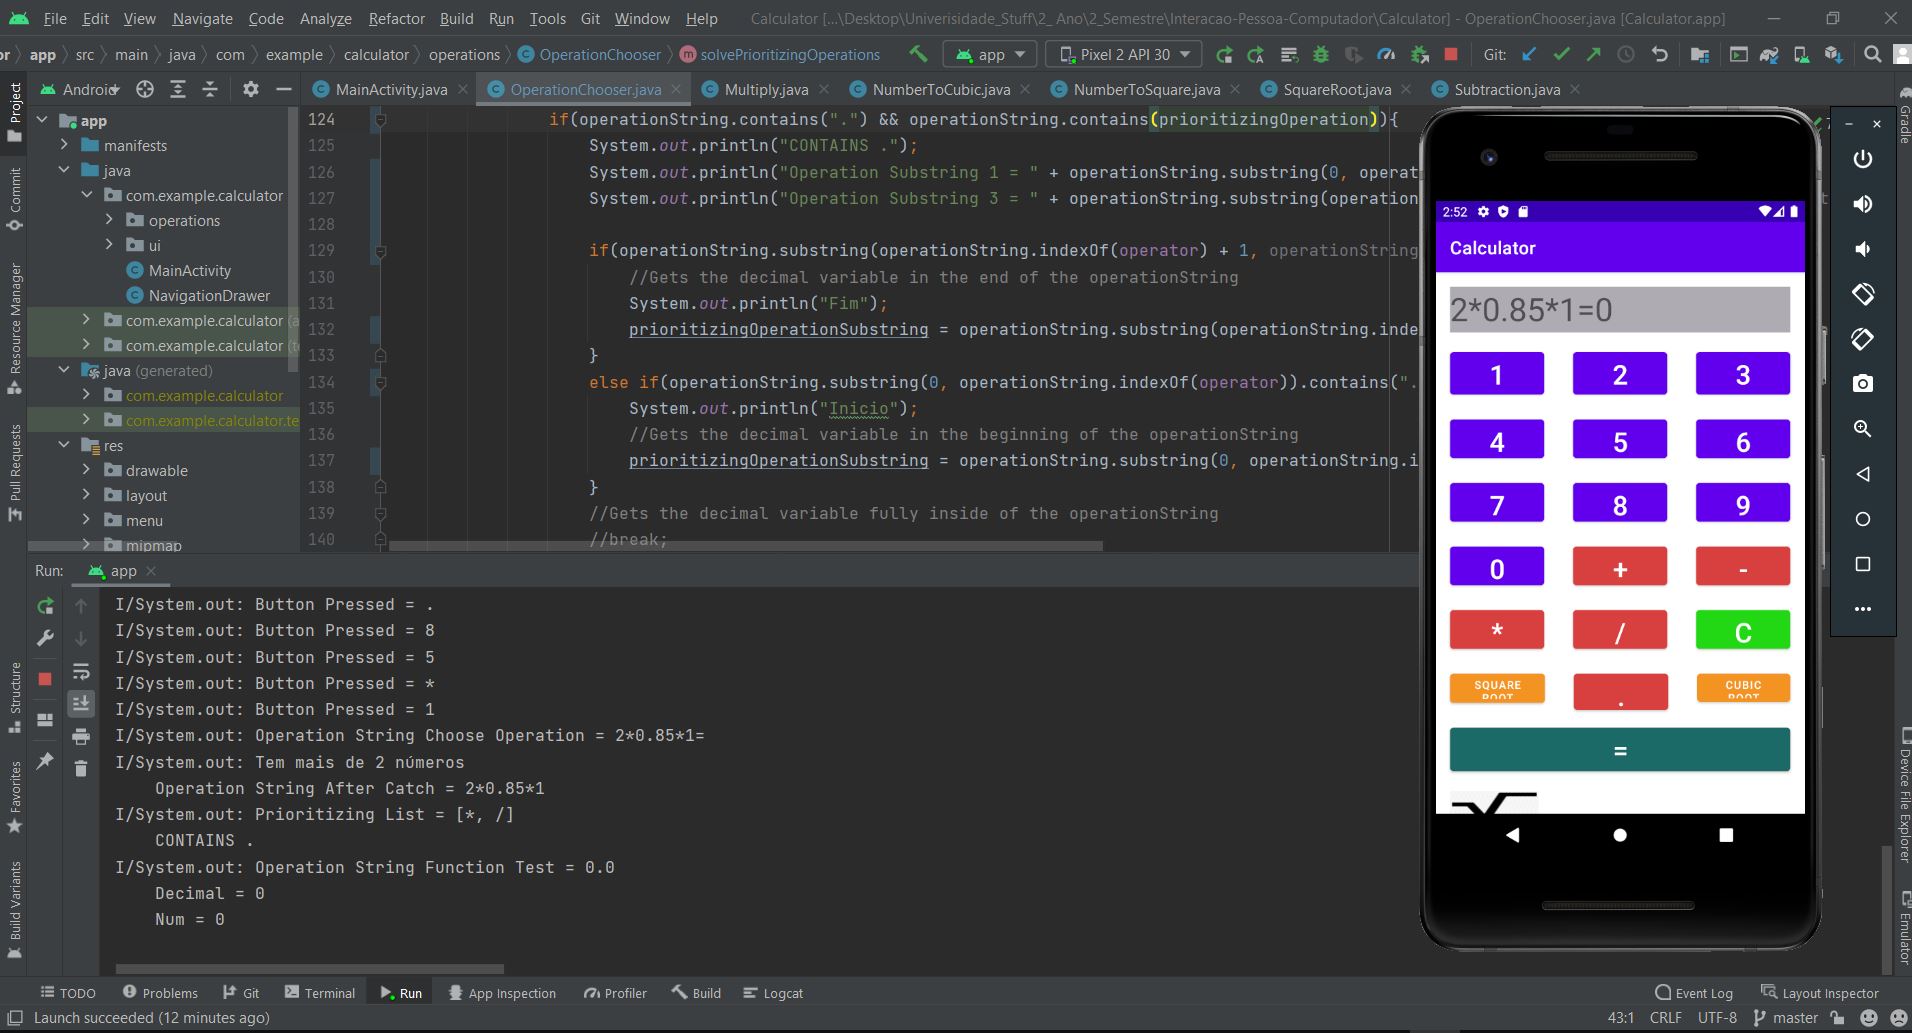 File Edit View Navigate Code Analyze Refactor Build Run Tools Git Window Help Calculator [...\Desktop\Univerisidade_Stuff\2_ Ano\2_Semestre\Interacao-Pessoa-Computador\Calculator] - OperationChooser.java [Calculator.app]
or app src main java com example calculator operations OperationChooser solvePrioritizingOperations app Pixel 2 API 30 Git:
Project Android MainActivity.java OperationChooser.java Multiply.java NumberToCubic.java NumberToSquare.java SquareRoot.java Subtraction.java
app
manifests
java
com.example.calculator
operations
ui
MainActivity
NavigationDrawer
com.example.calculator (a
com.example.calculator (te
java (generated)
com.example.calculator
com.example.calculator.te
res
drawable
layout
menu
mipmap
124 if(operationString.contains(".") && operationString.contains(prioritizingOperation)){
125 System.out.println("CONTAINS .");
126 System.out.println("Operation Substring 1 = " + operationString.substring(0, operat
127 System.out.println("Operation Substring 3 = " + operationString.substring(operation
128
129 if(operationString.substring(operationString.indexOf(operator) + 1, operationString
130 //Gets the decimal variable in the end of the operationString
131 System.out.println("Fim");
132 prioritizingOperationSubstring = operationString.substring(operationString.inde
133 }
134 else if(operationString.substring(0, operationString.indexOf(operator)).contains(".
135 System.out.println("Inicio");
136 //Gets the decimal variable in the beginning of the operationString
137 prioritizingOperationSubstring = operationString.substring(0, operationString.i
138 }
139 //Gets the decimal variable fully inside of the operationString
140 //break;
Commit
Resource Manager
Pull Requests
Structure
Favorites
Build Variants
Run: app
I/System.out: Button Pressed = .
I/System.out: Button Pressed = 8
I/System.out: Button Pressed = 5
I/System.out: Button Pressed = *
I/System.out: Button Pressed = 1
I/System.out: Operation String Choose Operation = 2*0.85*1=
I/System.out: Tem mais de 2 números
Operation String After Catch = 2*0.85*1
I/System.out: Prioritizing List = [*, /]
CONTAINS .
I/System.out: Operation String Function Test = 0.0
Decimal = 0
Num = 0
2:52
Calculator
2*0.85*1=0
1 2 3
4 5 6
7 8 9
0 + -
* / C
SQUARE ROOT . CUBIC ROOT
=
Gradle
Device File Explorer
Emulator
TODO Problems Git Terminal Run App Inspection Profiler Build Logcat Event Log Layout Inspector
Launch succeeded (12 minutes ago) 43:1 CRLF UTF-8 master